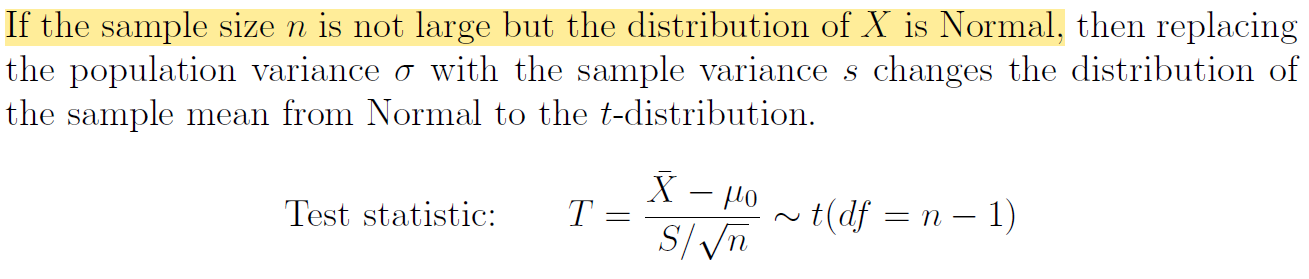 If the sample size n is not large but the distribution of X is Normal, then replacing
the population variance σ with the sample variance s changes the distribution of
the sample mean from Normal to the t-distribution.
Test statistic: T = \frac{\bar{X} - \mu_0}{S/\sqrt{n}} \sim t(df = n - 1)